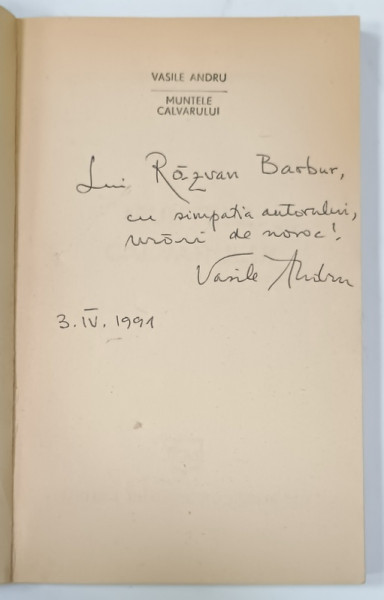 VASILE ANDRU
MUNTELE
CALVARULUI
Lui Răzvan Barbur,
cu simpatia autorului,
urări de noroc!
Vasile Andru
3. IV. 1991